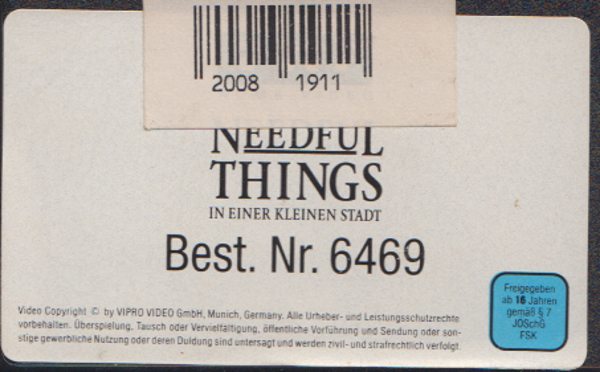 2008 1911
NEEDFUL
THINGS
IN EINER KLEINEN STADT
Best. Nr. 6469
Freigegeben
ab 16 Jahren
gemäß § 7
JÖSchG
FSK
Video Copyright © by VIPRO VIDEO GmbH, Munich, Germany. Alle Urheber- und Leistungsschutzrechte
vorbehalten. Überspielung, Tausch oder Vervielfältigung, öffentliche Vorführung und Sendung oder son-
stige gewerbliche Nutzung oder deren Duldung sind untersagt und werden zivil- und strafrechtlich verfolgt.